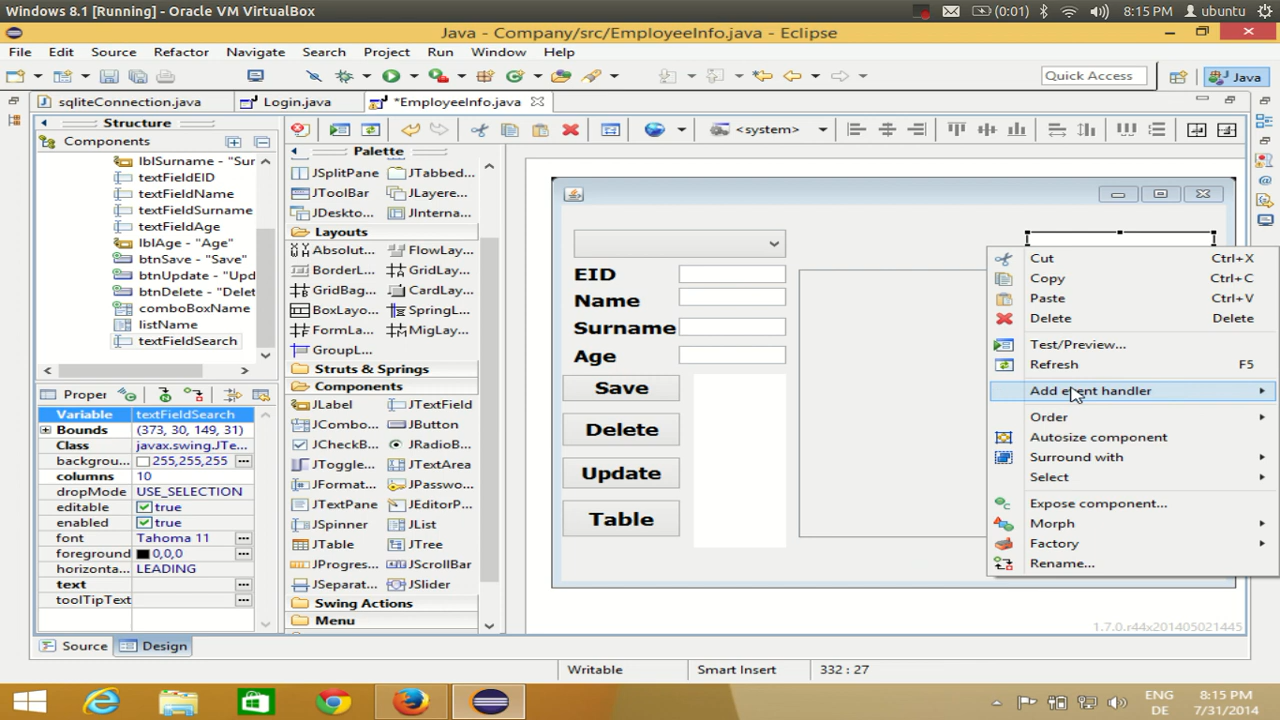 Windows 8.1 [Running] - Oracle VM VirtualBox
(0:01) 8:15 PM ubuntu
Java - Company/src/EmployeeInfo.java - Eclipse
File Edit Source Refactor Navigate Search Project Run Window Help
Quick Access Java
sqliteConnection.java Login.java *EmployeeInfo.java
Structure
Components
lblSurname - "Sur
textFieldEID
textFieldName
textFieldSurname
textFieldAge
lblAge - "Age"
btnSave - "Save"
btnUpdate - "Upd
btnDelete - "Delet
comboBoxName
listName
textFieldSearch
Proper
Variable textFieldSearch
Bounds (373, 30, 149, 31)
Class javax.swing.JTe...
backgrou... 255,255,255
columns 10
dropMode USE_SELECTION
editable true
enabled true
font Tahoma 11
foreground 0,0,0
horizonta... LEADING
text
toolTipText
Source Design
<system>
Palette
JSplitPane JTabbed...
JToolBar JLayere...
JDeskto... JInterna...
Layouts
Absolut... FlowLay...
BorderL... GridLay...
GridBag... CardLay...
BoxLayo... SpringL...
FormLa... MigLay...
GroupL...
Struts & Springs
Components
JLabel JTextField
JCombo... JButton
JCheckB... JRadioB...
JToggle... JTextArea
JFormat... JPasswo...
JTextPane JEditorP...
JSpinner JList
JTable JTree
JProgres... JScrollBar
JSeparat... JSlider
Swing Actions
Menu
EID
Name
Surname
Age
Save
Delete
Update
Table
Cut Ctrl+X
Copy Ctrl+C
Paste Ctrl+V
Delete Delete
Test/Preview...
Refresh F5
Add event handler
Order
Autosize component
Surround with
Select
Expose component...
Morph
Factory
Rename...
1.7.0.r44x201405021445
Writable Smart Insert 332 : 27
ENG 8:15 PM
DE 7/31/2014